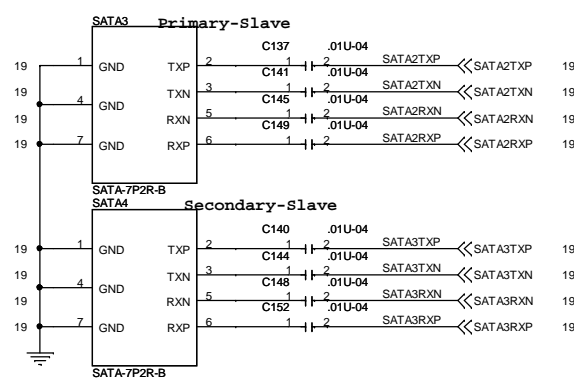 SATA3 Primary-Slave
C137 .01U-04
19 1 GND TXP 2 1 2 SATA2TXP SATA2TXP 19
C141 .01U-04
19 TXN 3 1 2 SATA2TXN SATA2TXN 19
4 GND
C145 .01U-04
19 RXN 5 1 2 SATA2RXN SATA2RXN 19
C149 .01U-04
19 7 GND RXP 6 1 2 SATA2RXP SATA2RXP 19
SATA-7P2R-B
SATA4 Secondary-Slave
C140 .01U-04
19 1 GND TXP 2 1 2 SATA3TXP SATA3TXP 19
C144 .01U-04
19 TXN 3 1 2 SATA3TXN SATA3TXN 19
4 GND
C148 .01U-04
19 RXN 5 1 2 SATA3RXN SATA3RXN 19
C152 .01U-04
19 7 GND RXP 6 1 2 SATA3RXP SATA3RXP 19
SATA-7P2R-B